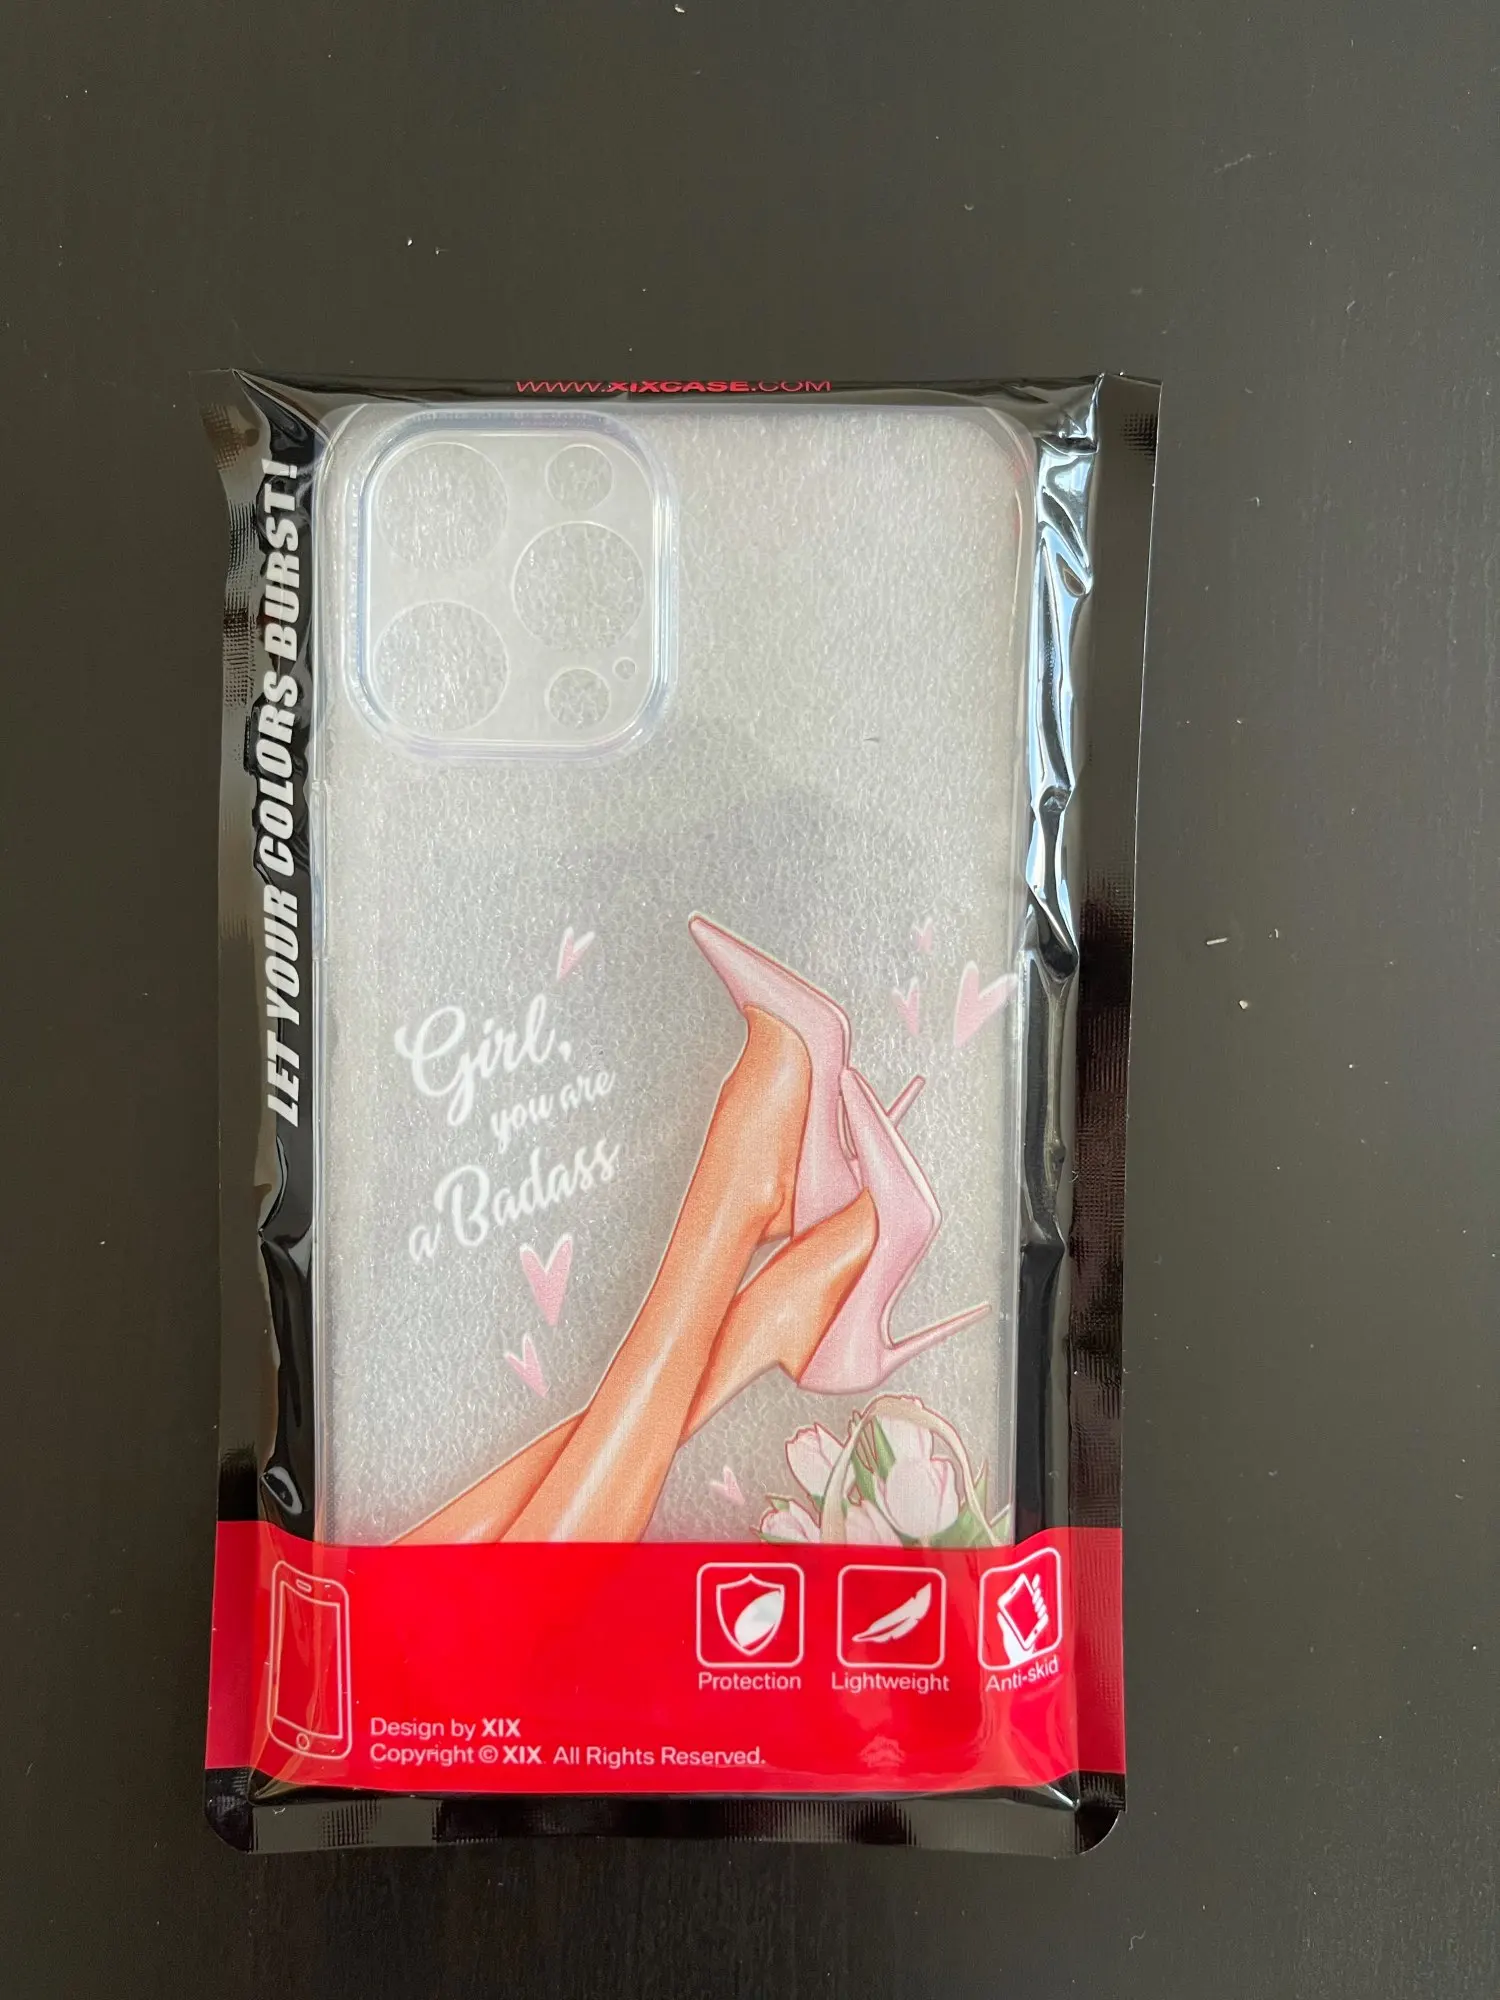 WWW.XIXCASE.COM
LET YOUR COLORS BURST!
Girl,
you are
a Badass
Protection
Lightweight
Anti-skid
Design by XIX
Copyright © XIX. All Rights Reserved.